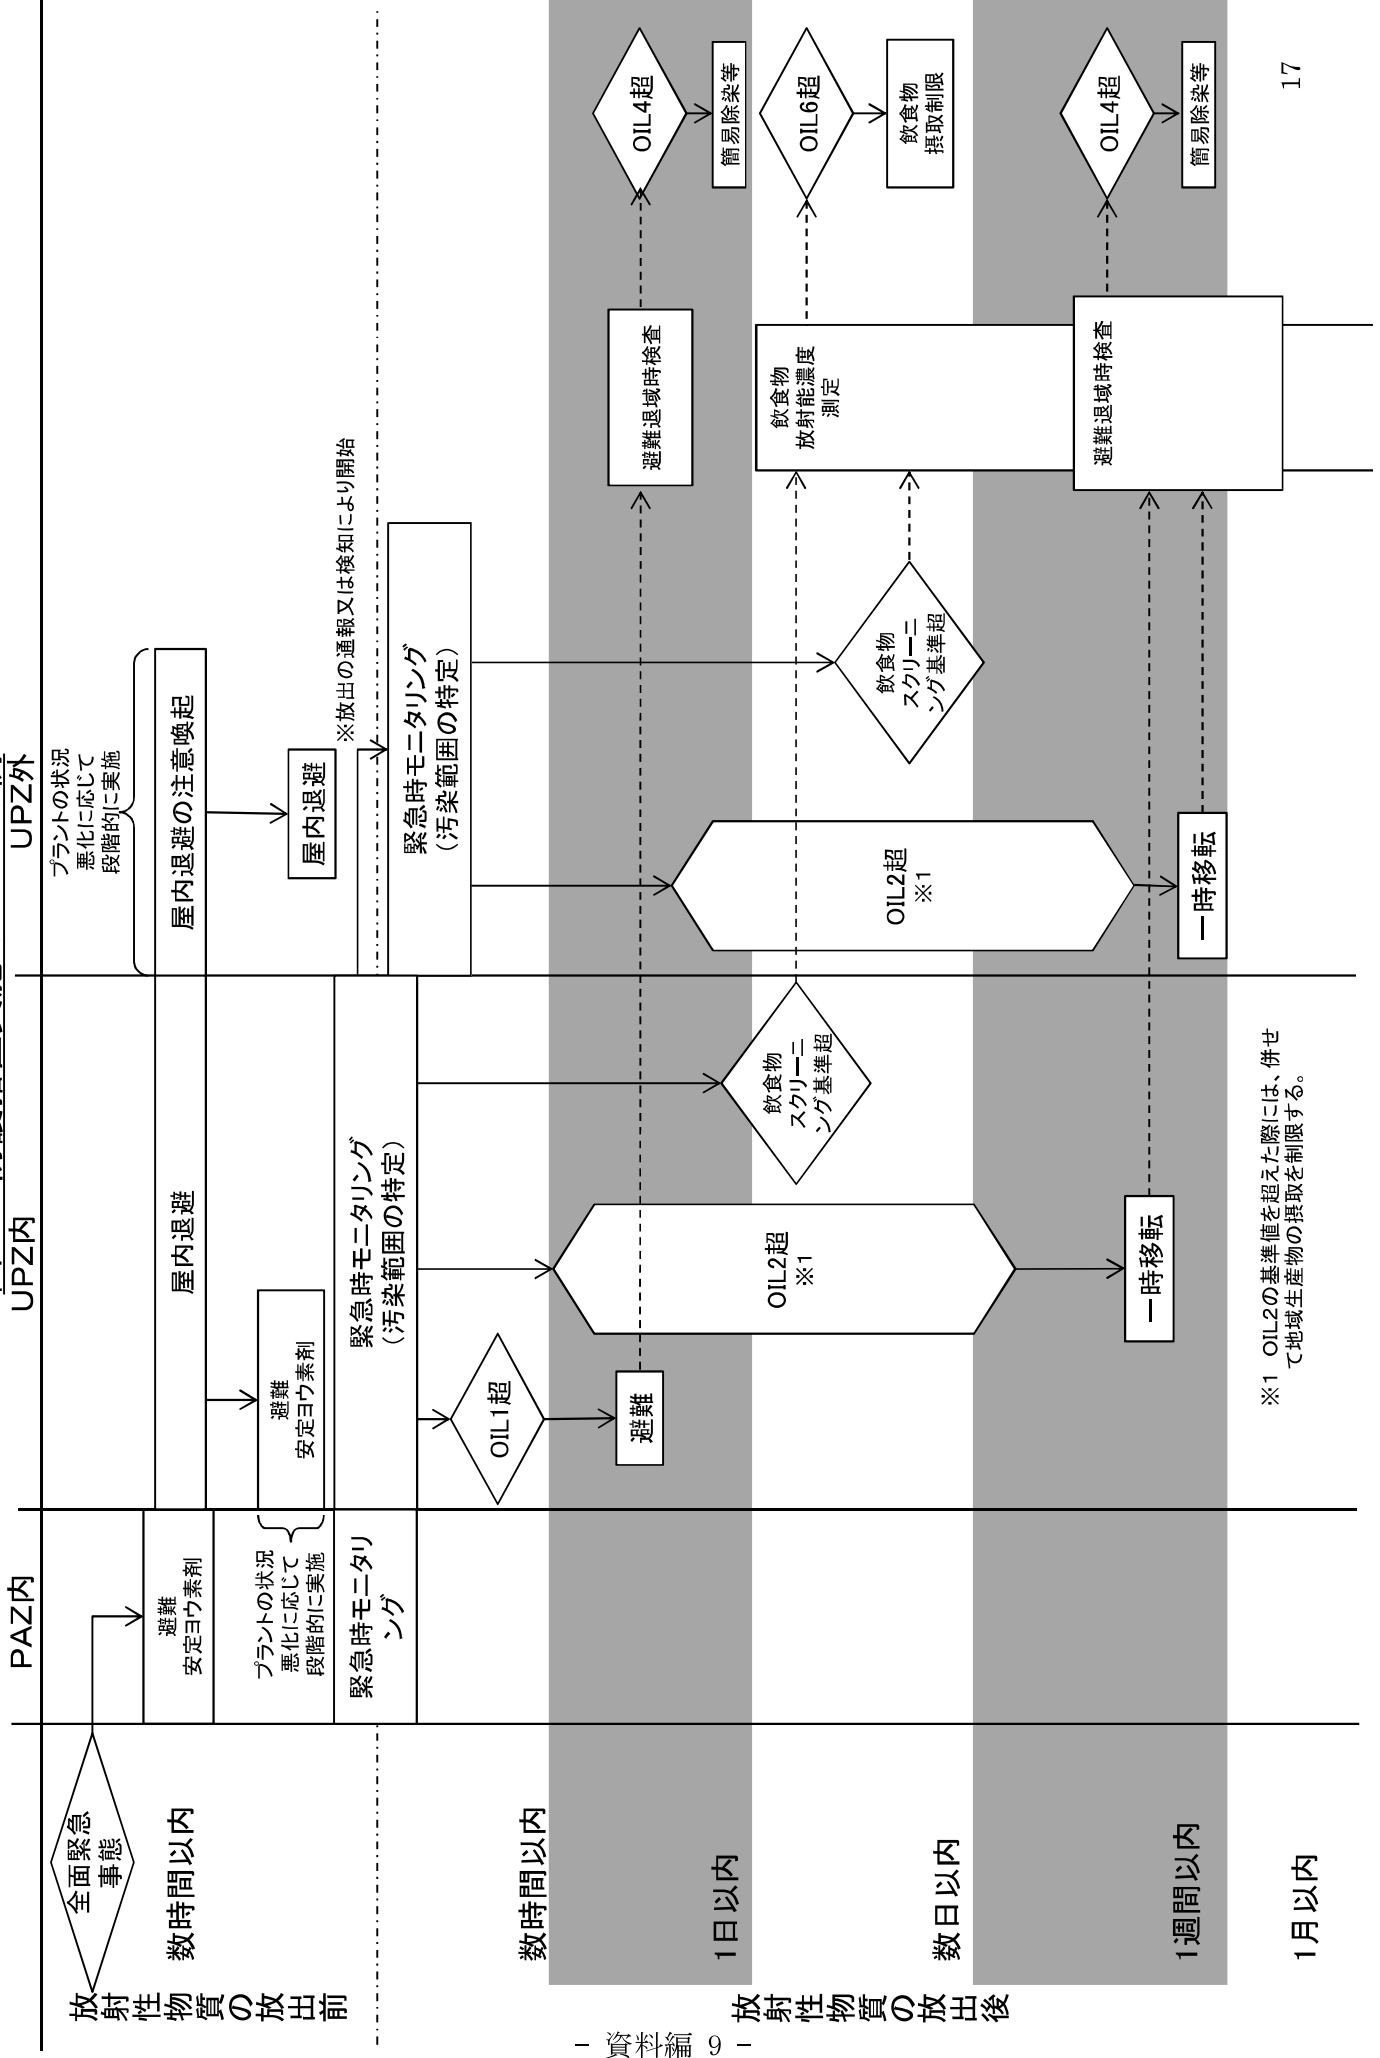 PAZ内
UPZ内
UPZ外
放射性物質の放出前
全面緊急
事態
数時間以内
避難
安定ヨウ素剤
屋内退避
屋内退避の注意喚起
プラントの状況
悪化に応じて
段階的に実施
避難
安定ヨウ素剤
プラントの状況
悪化に応じて
段階的に実施
屋内退避
※放出の通報又は検知により開始
緊急時モニタリ
ング
緊急時モニタリング
（汚染範囲の特定）
緊急時モニタリング
（汚染範囲の特定）
放射性物質の放出後
数時間以内
OIL1超
1日以内
避難
避難退域時検査
OIL4超
簡易除染等
数日以内
OIL2超
※1
飲食物
スクリーニ
ング基準超
OIL2超
※1
飲食物
スクリーニ
ング基準超
飲食物
放射能濃度
測定
OIL6超
飲食物
摂取制限
1週間以内
一時移転
一時移転
避難退域時検査
OIL4超
簡易除染等
1月以内
※1 OIL2の基準値を超えた際には、併せ
て地域生産物の摂取を制限する。
17
- 資料編 9 -